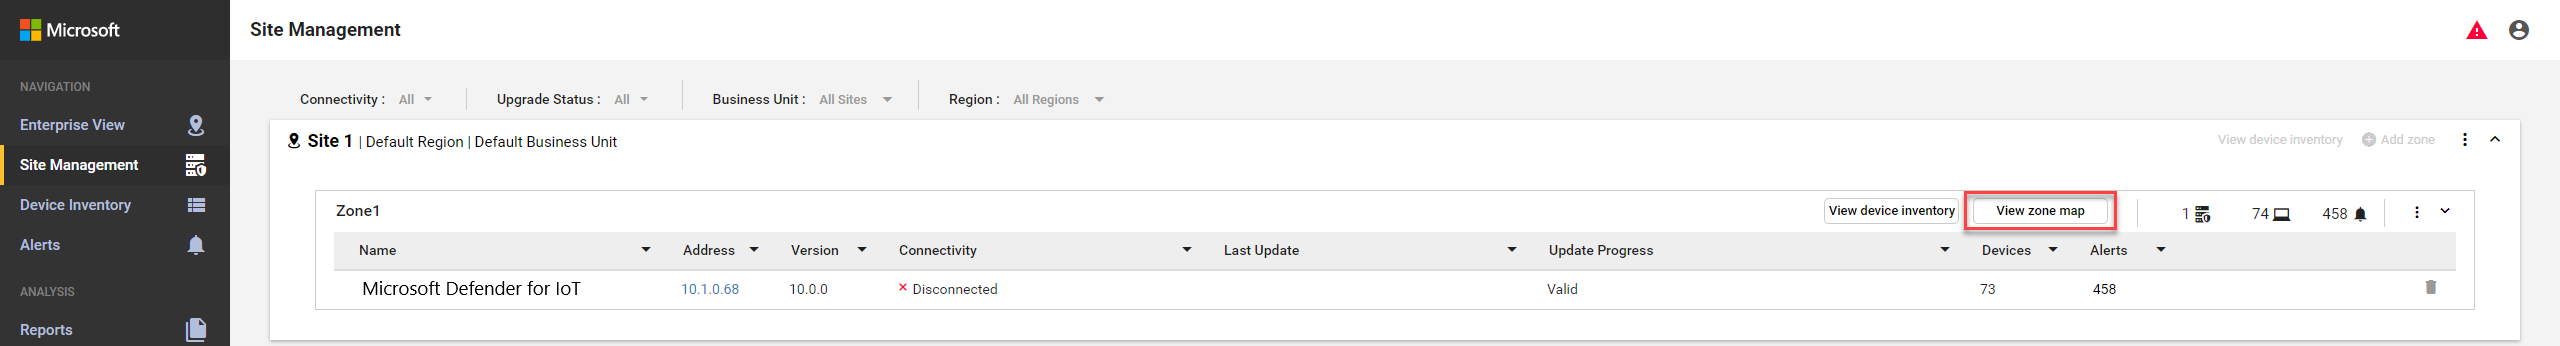 Microsoft
Site Management
NAVIGATION
Connectivity : All
Upgrade Status : All
Business Unit : All Sites
Region : All Regions
Enterprise View
Site 1 | Default Region | Default Business Unit
View device inventory
Add zone
Site Management
Device Inventory
Zone1
View device inventory
View zone map
1
74
458
Alerts
Name Address Version Connectivity Last Update Update Progress Devices Alerts
ANALYSIS
Microsoft Defender for IoT 10.1.0.68 10.0.0 Disconnected Valid 73 458
Reports